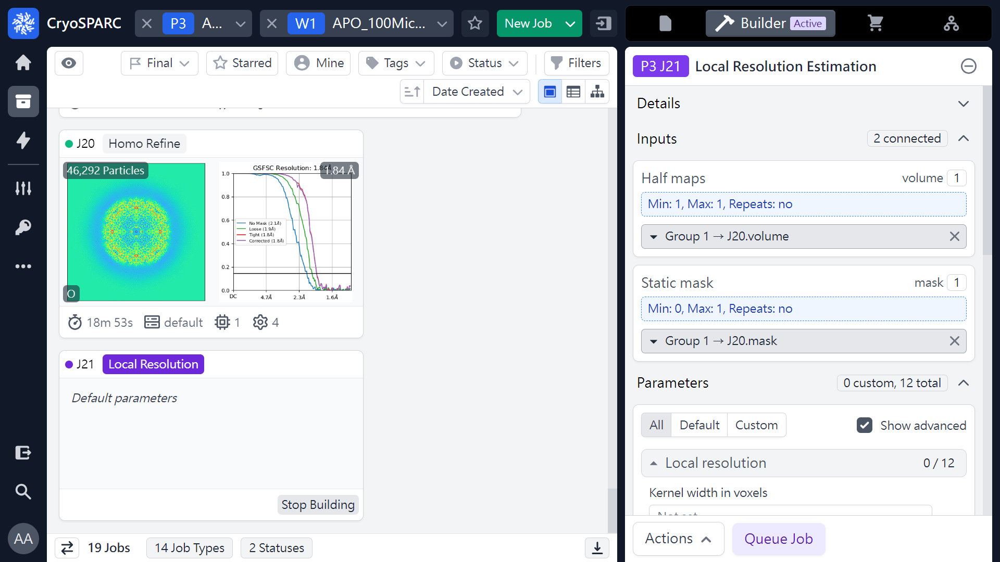 CryoSPARC
P3 A...
W1 APO_100Mic...
New Job
Builder Active
Final
Starred
Mine
Tags
Status
Filters
Date Created
J20 Homo Refine
46,292 Particles
1.84 Å
GSFSC Resolution: 1.84Å
1.0
0.8
0.6
0.4
0.2
0.0
No Mask (2.1Å)
Loose (1.9Å)
Tight (1.8Å)
Corrected (1.8Å)
DC 4.7Å 2.3Å 1.6Å
O
18m 53s default 1 4
J21 Local Resolution
Default parameters
Stop Building
19 Jobs
14 Job Types
2 Statuses
AA
P3 J21 Local Resolution Estimation
Details
Inputs 2 connected
Half maps volume 1
Min: 1, Max: 1, Repeats: no
Group 1 → J20.volume
Static mask mask 1
Min: 0, Max: 1, Repeats: no
Group 1 → J20.mask
Parameters 0 custom, 12 total
All Default Custom
Show advanced
Local resolution 0 / 12
Kernel width in voxels
Not set
Actions
Queue Job